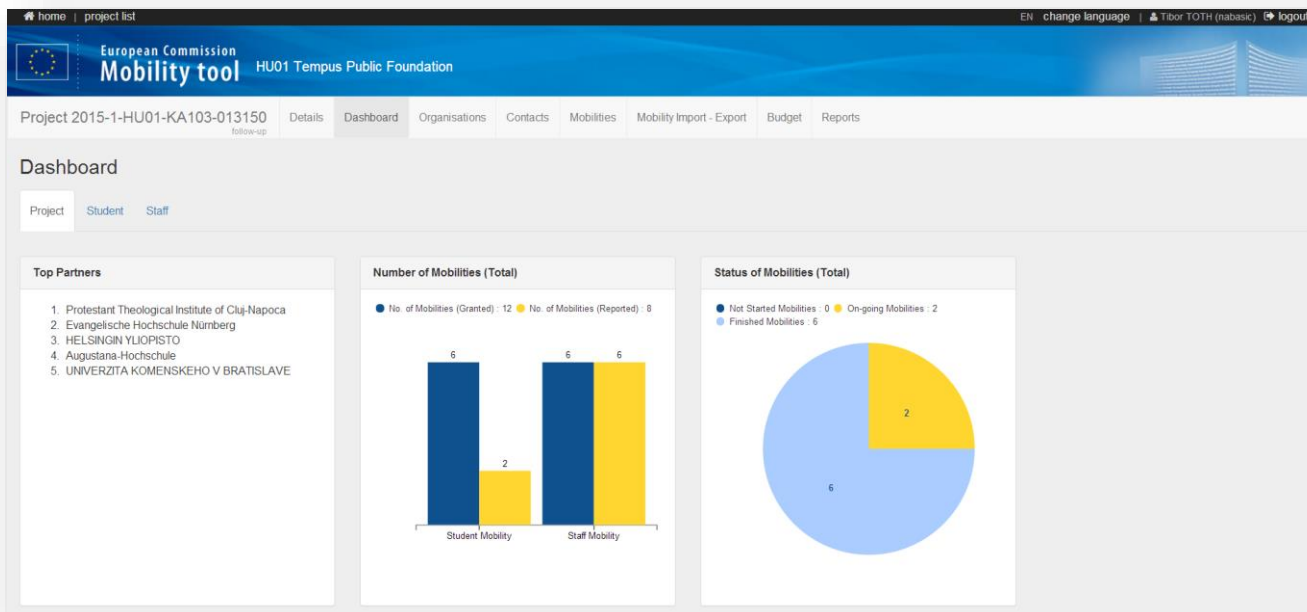 home | project list
EN change language | Tibor TOTH (nabasic) logout
European Commission
Mobility tool HU01 Tempus Public Foundation
Project 2015-1-HU01-KA103-013150 Details Dashboard Organisations Contacts Mobilities Mobility Import - Export Budget Reports
follow-up
Dashboard
Project Student Staff
Top Partners
1. Protestant Theological Institute of Cluj-Napoca
2. Evangelische Hochschule Nürnberg
3. HELSINGIN YLIOPISTO
4. Augustana-Hochschule
5. UNIVERZITA KOMENSKEHO V BRATISLAVE
Number of Mobilities (Total)
No. of Mobilities (Granted) : 12 No. of Mobilities (Reported) : 8
6 6 6
2
Student Mobility Staff Mobility
Status of Mobilities (Total)
Not Started Mobilities : 0 On-going Mobilities : 2
Finished Mobilities : 6
2
6